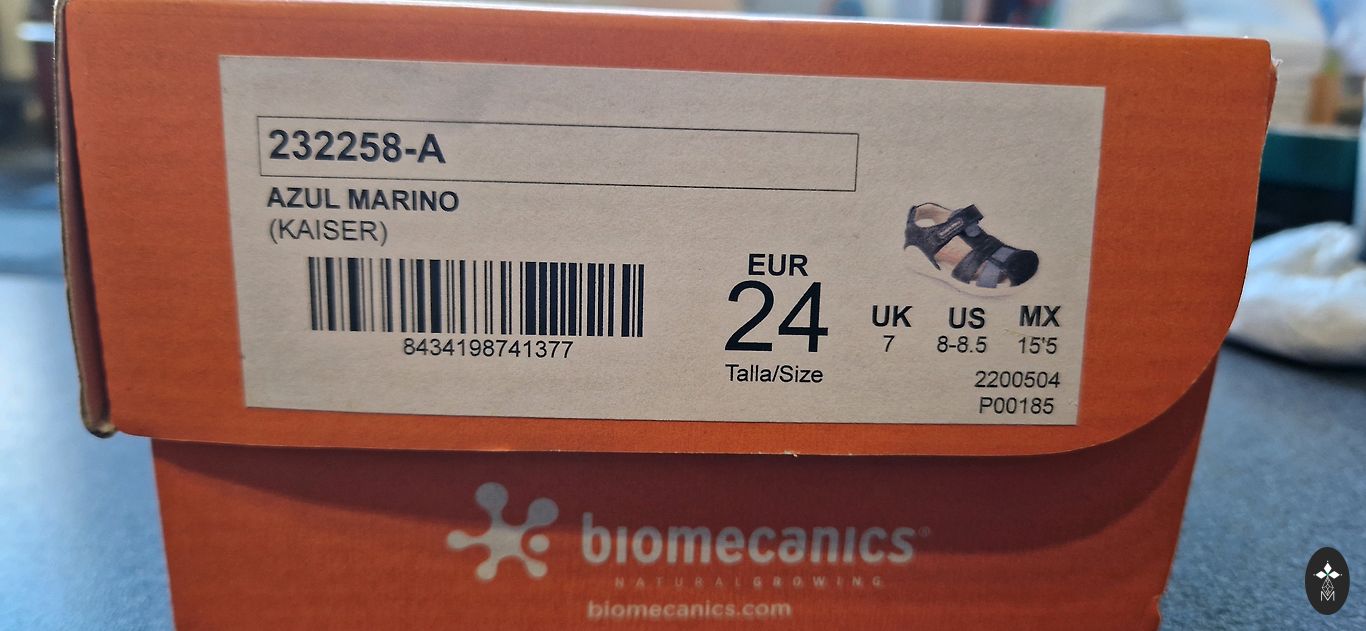 232258-A
AZUL MARINO
(KAISER)
8434198741377
EUR
24
Talla/Size
UK US MX
7 8-8.5 15'5
2200504
P00185
biomecanics®
NATURALGROWING
biomecanics.com
M